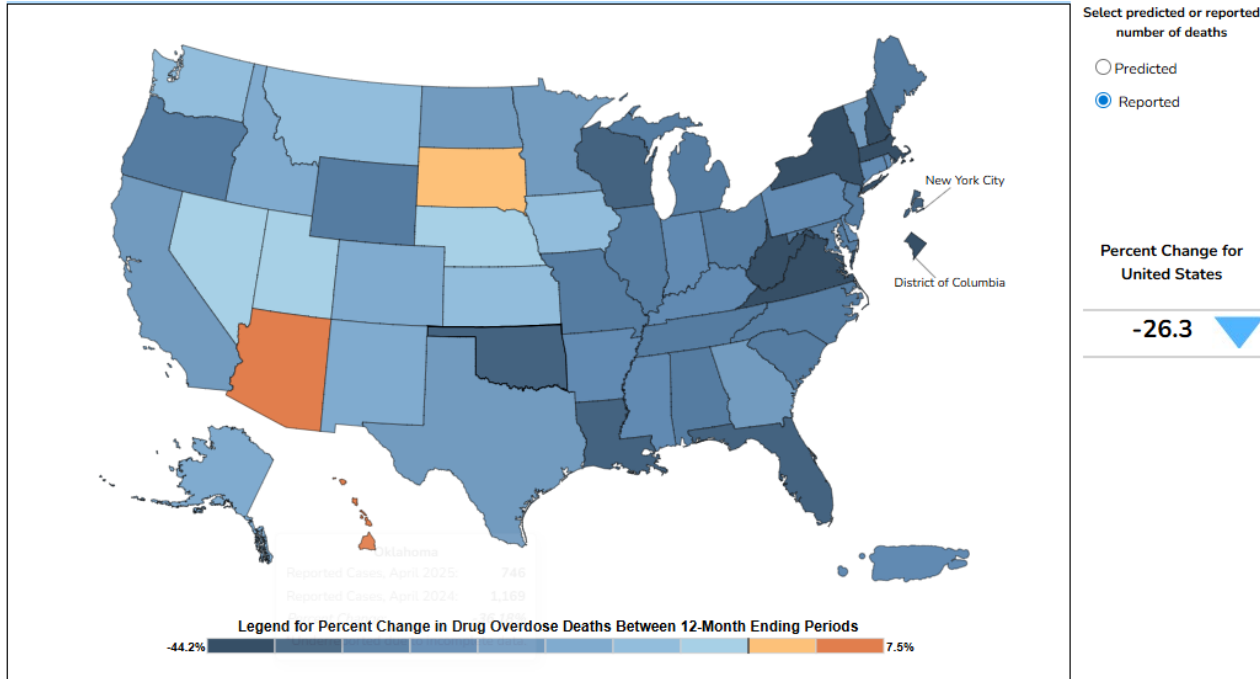 Select predicted or reported
number of deaths
Predicted
Reported
New York City
District of Columbia
Percent Change for
United States
-26.3
Oklahoma
Reported Cases, April 2025: 746
Reported Cases, April 2024: 1,169
Legend for Percent Change in Drug Overdose Deaths Between 12-Month Ending Periods
-44.2% 7.5%